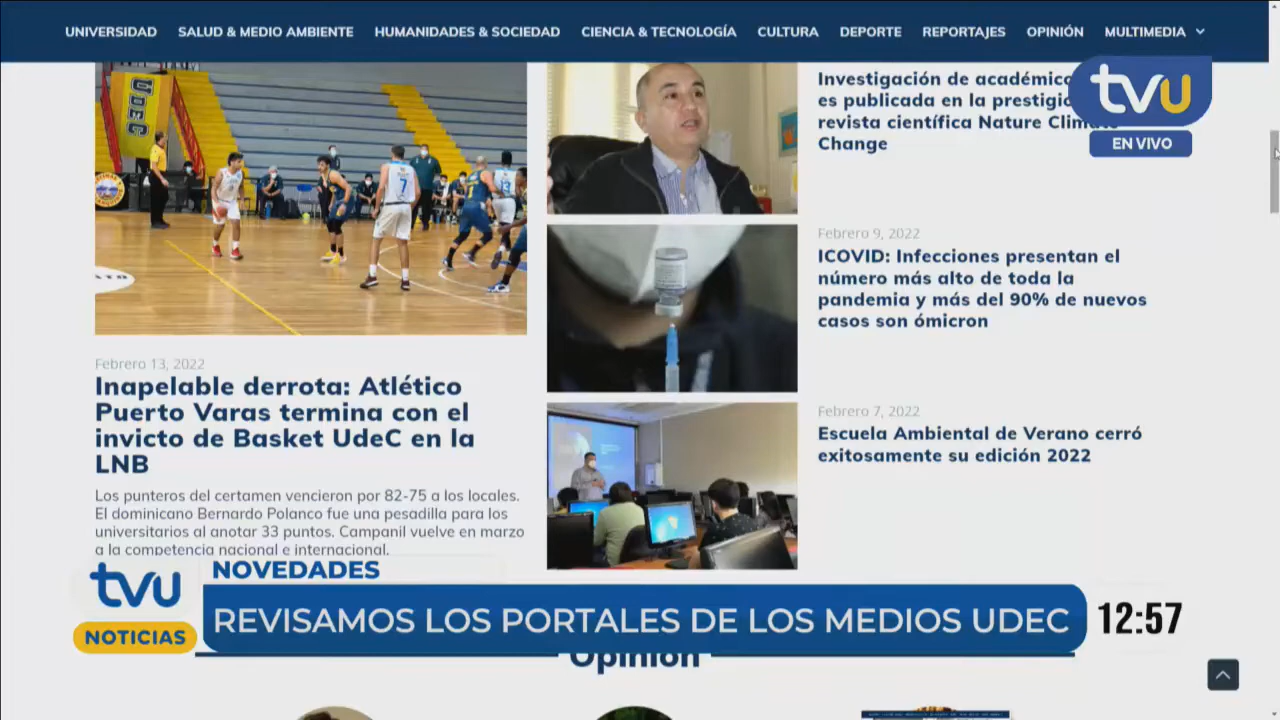 UNIVERSIDAD SALUD & MEDIO AMBIENTE HUMANIDADES & SOCIEDAD CIENCIA & TECNOLOGÍA CULTURA DEPORTE REPORTAJES OPINIÓN MULTIMEDIA
tvu
EN VIVO
Investigación de académico
es publicada en la
revista científica Nature Climate
Change
Febrero 9, 2022
ICOVID: Infecciones presentan el
número más alto de toda la
pandemia y más del 90% de nuevos
casos son ómicron
Febrero 7, 2022
Escuela Ambiental de Verano cerró
exitosamente su edición 2022
Febrero 13, 2022
Inapelable derrota: Atlético
Puerto Varas termina con el
invicto de Basket UdeC en la
LNB
Los punteros del certamen vencieron por 82-75 a los locales.
El dominicano Bernardo Polanco fue una pesadilla para los
universitarios al anotar 33 puntos. Campanil vuelve en marzo
a la competencia nacional e internacional.
tvu
NOTICIAS
NOVEDADES
REVISAMOS LOS PORTALES DE LOS MEDIOS UDEC
12:57
Opinión